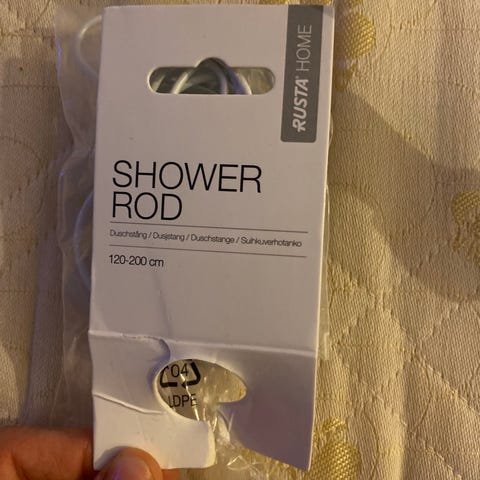 RUSTA® HOME
SHOWER
ROD
Duschstång / Dusjstang / Duschstange / Suihkuverhotanko
120-200 cm
04
LDPE